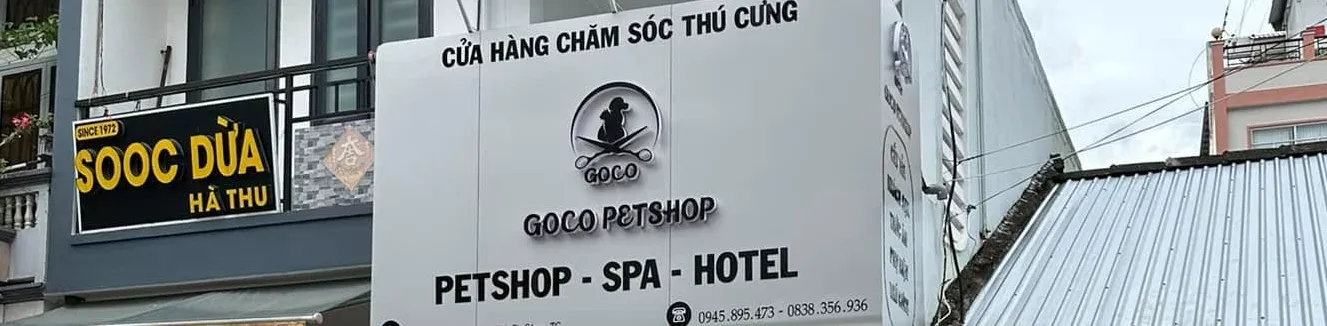 SINCE 1972
SOOC DỪA
HÀ THU
CỬA HÀNG CHĂM SÓC THÚ CƯNG
GOCO
GOCO PETSHOP
PETSHOP - SPA - HOTEL
0945.895.473 - 0838.356.936